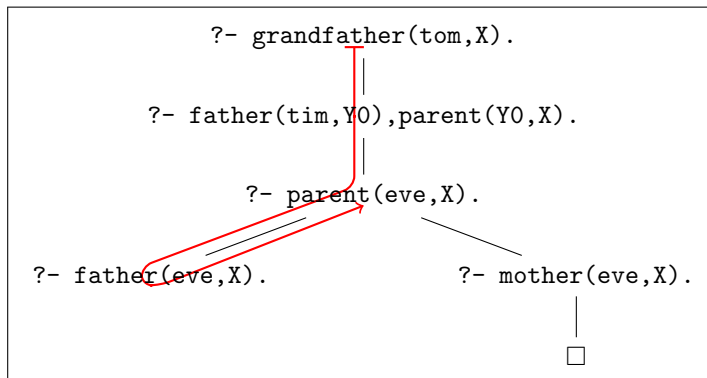 ?- grandfather(tom,X).
?- father(tim,Y0),parent(Y0,X).
?- parent(eve,X).
?- father(eve,X).
?- mother(eve,X).